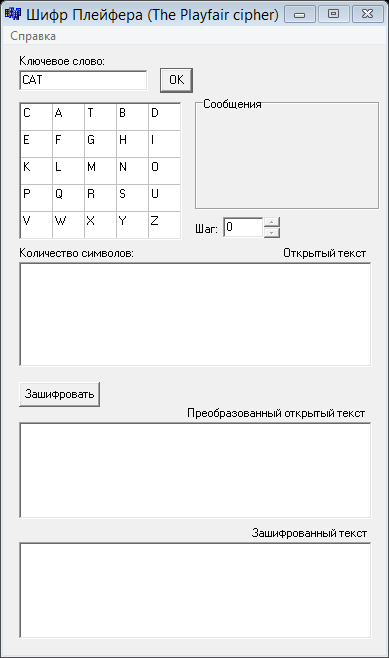 Шифр Плейфера (The Playfair cipher)
Справка
Ключевое слово:
CAT
OK
C A T B D
E F G H I
K L M N O
P Q R S U
V W X Y Z
Сообщения
Шаг: 0
Количество символов:
Открытый текст
Зашифровать
Преобразованный открытый текст
Зашифрованный текст